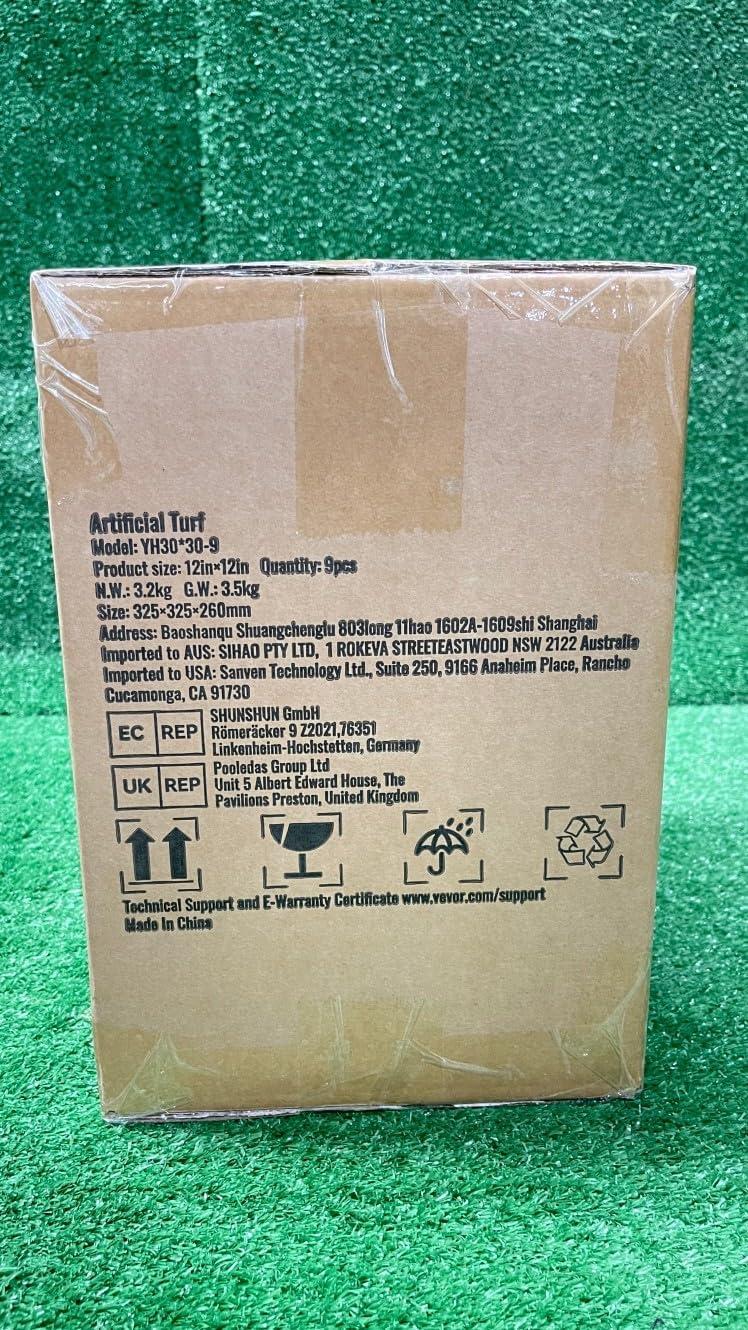 Artificial Turf
Model: YH30*30-9
Product size: 12in×12in Quantity: 9pcs
N.W.: 3.2kg G.W.: 3.5kg
Size: 325×325×260mm
Address: Baoshanqu Shuangchenglu 803long 11hao 1602A-1609shi Shanghai
Imported to AUS: SIHAO PTY LTD, 1 ROKEVA STREETEASTWOOD NSW 2122 Australia
Imported to USA: Sanven Technology Ltd., Suite 250, 9166 Anaheim Place, Rancho
Cucamonga, CA 91730
EC REP
SHUNSHUN GmbH
Römeräcker 9 Z2021,76351
Linkenheim-Hochstetten, Germany
UK REP
Pooledas Group Ltd
Unit 5 Albert Edward House, The
Pavilions Preston, United Kingdom
Technical Support and E-Warranty Certificate www.vevor.com/support
Made In China